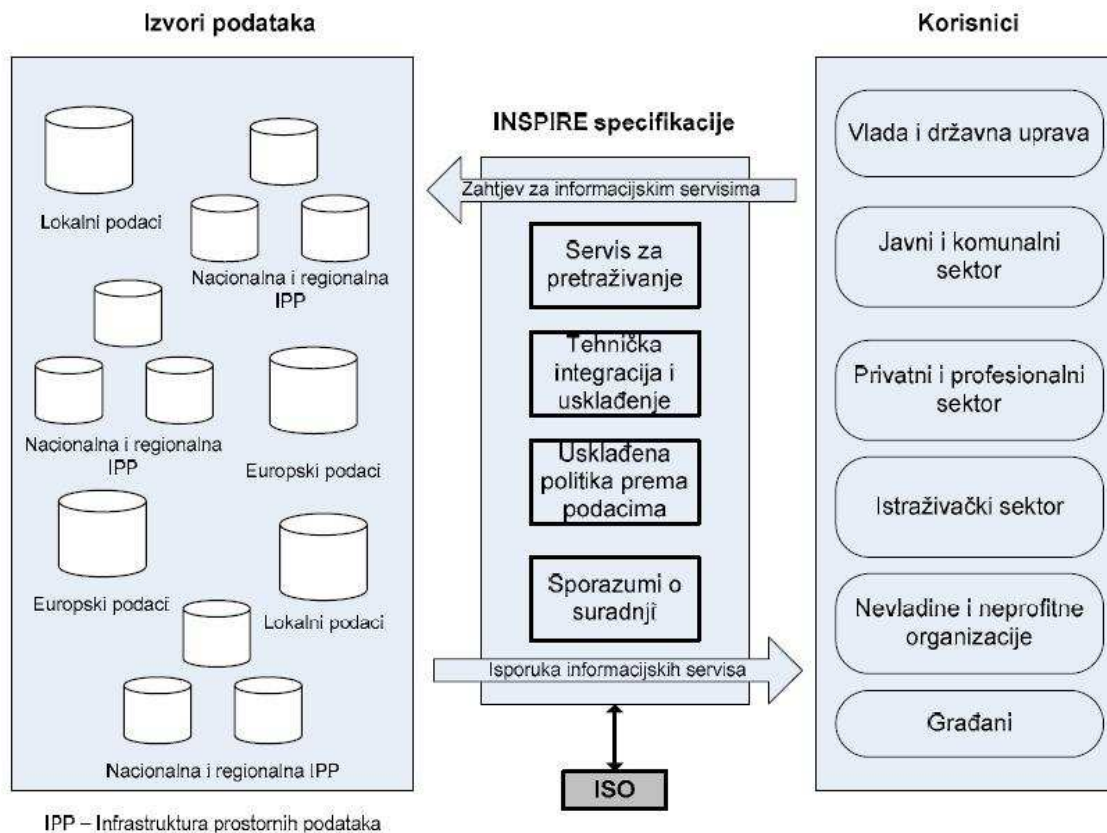 Izvori podataka
Lokalni podaci
Nacionalna i regionalna
IPP
Nacionalna i regionalna
IPP
Europski podaci
Europski podaci
Lokalni podaci
Nacionalna i regionalna IPP
IPP – Infrastruktura prostornih podataka
INSPIRE specifikacije
Zahtjev za informacijskim servisima
Servis za
pretraživanje
Tehnička
integracija i
usklađenje
Usklađena
politika prema
podacima
Sporazumi o
suradnji
Isporuka informacijskih servisa
ISO
Korisnici
Vlada i državna uprava
Javni i komunalni
sektor
Privatni i profesionalni
sektor
Istraživački sektor
Nevladine i neprofitne
organizacije
Građani